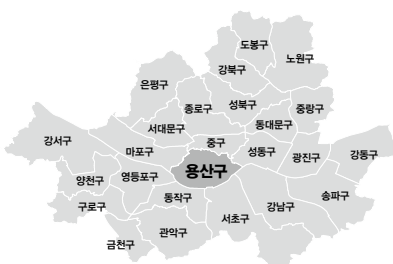 도봉구
노원구
강북구
은평구
종로구
성북구
중랑구
서대문구
동대문구
강서구
마포구
중구
성동구
광진구
강동구
용산구
양천구
영등포구
동작구
송파구
구로구
서초구
강남구
관악구
금천구